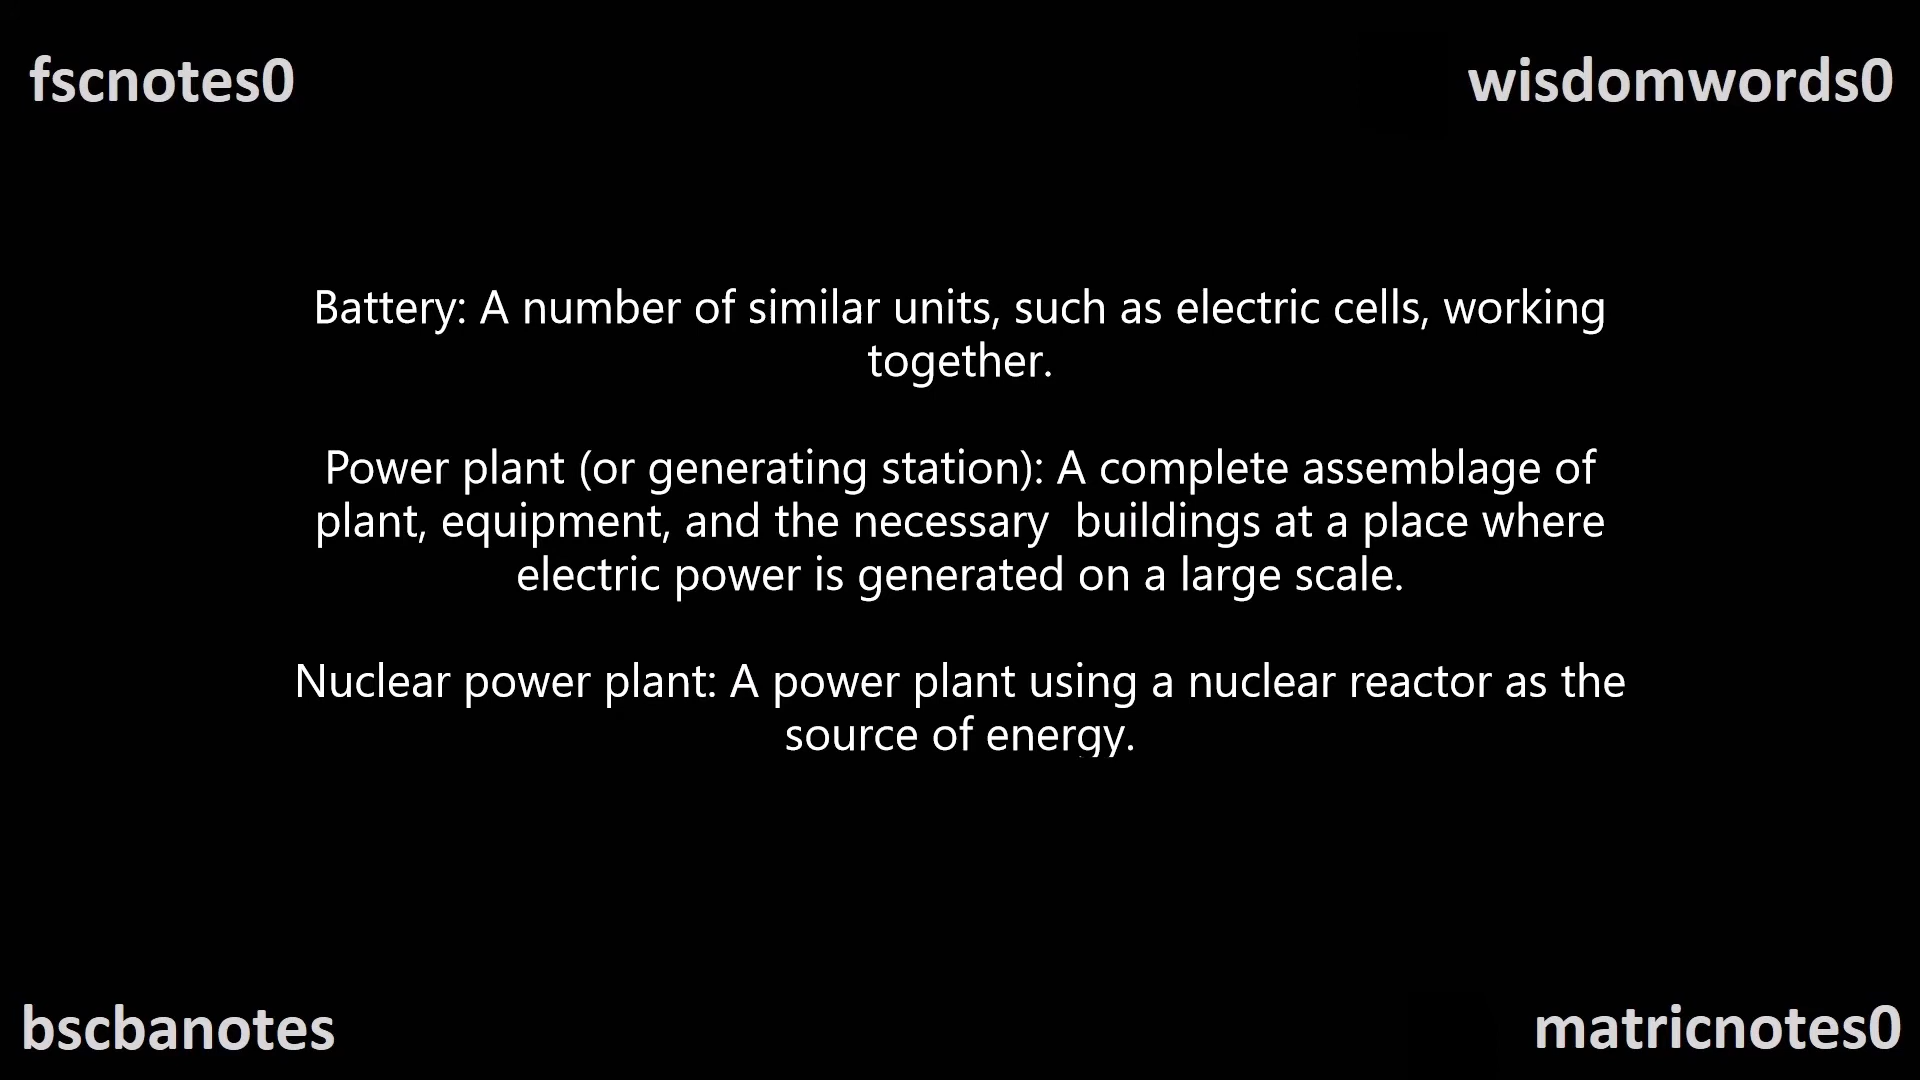 fscnotes0
wisdomwords0
Battery: A number of similar units, such as electric cells, working
together.
Power plant (or generating station): A complete assemblage of
plant, equipment, and the necessary  buildings at a place where
electric power is generated on a large scale.
Nuclear power plant: A power plant using a nuclear reactor as the
source of energy.
bscbanotes
matricnotes0